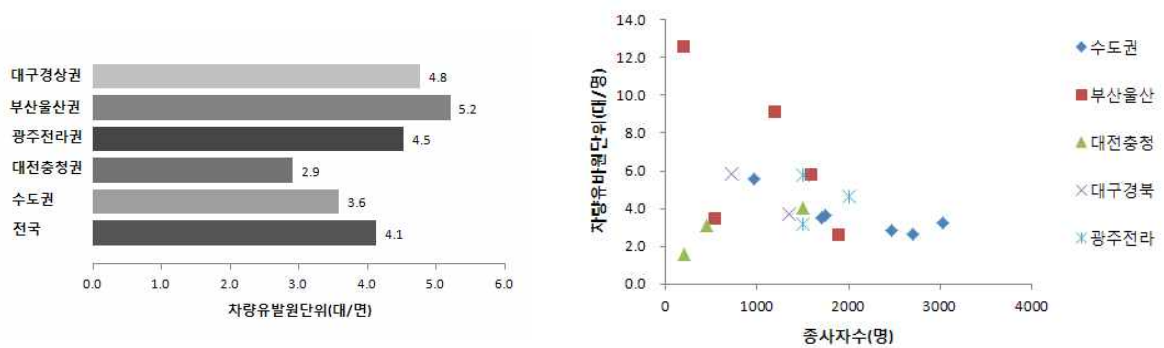 대구경상권
4.8
부산울산권
5.2
광주전라권
4.5
대전충청권
2.9
수도권
3.6
전국
4.1
0.0 1.0 2.0 3.0 4.0 5.0 6.0
차량유발원단위(대/면)
차량유바원단위(대/명)
14.0
12.0
10.0
8.0
6.0
4.0
2.0
0.0
0 1000 2000 3000 4000
종사자수(명)
수도권
부산울산
대전충청
대구경북
광주전라